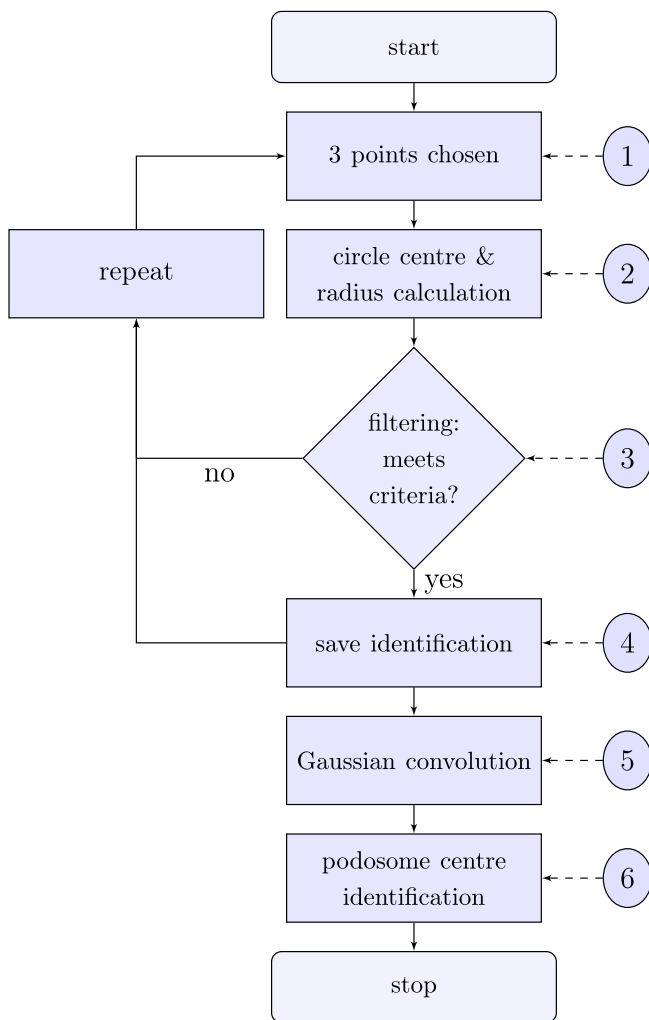 start
3 points chosen
1
repeat
circle centre &
radius calculation
2
filtering:
meets
criteria?
3
no
yes
save identification
4
Gaussian convolution
5
podosome centre
identification
6
stop